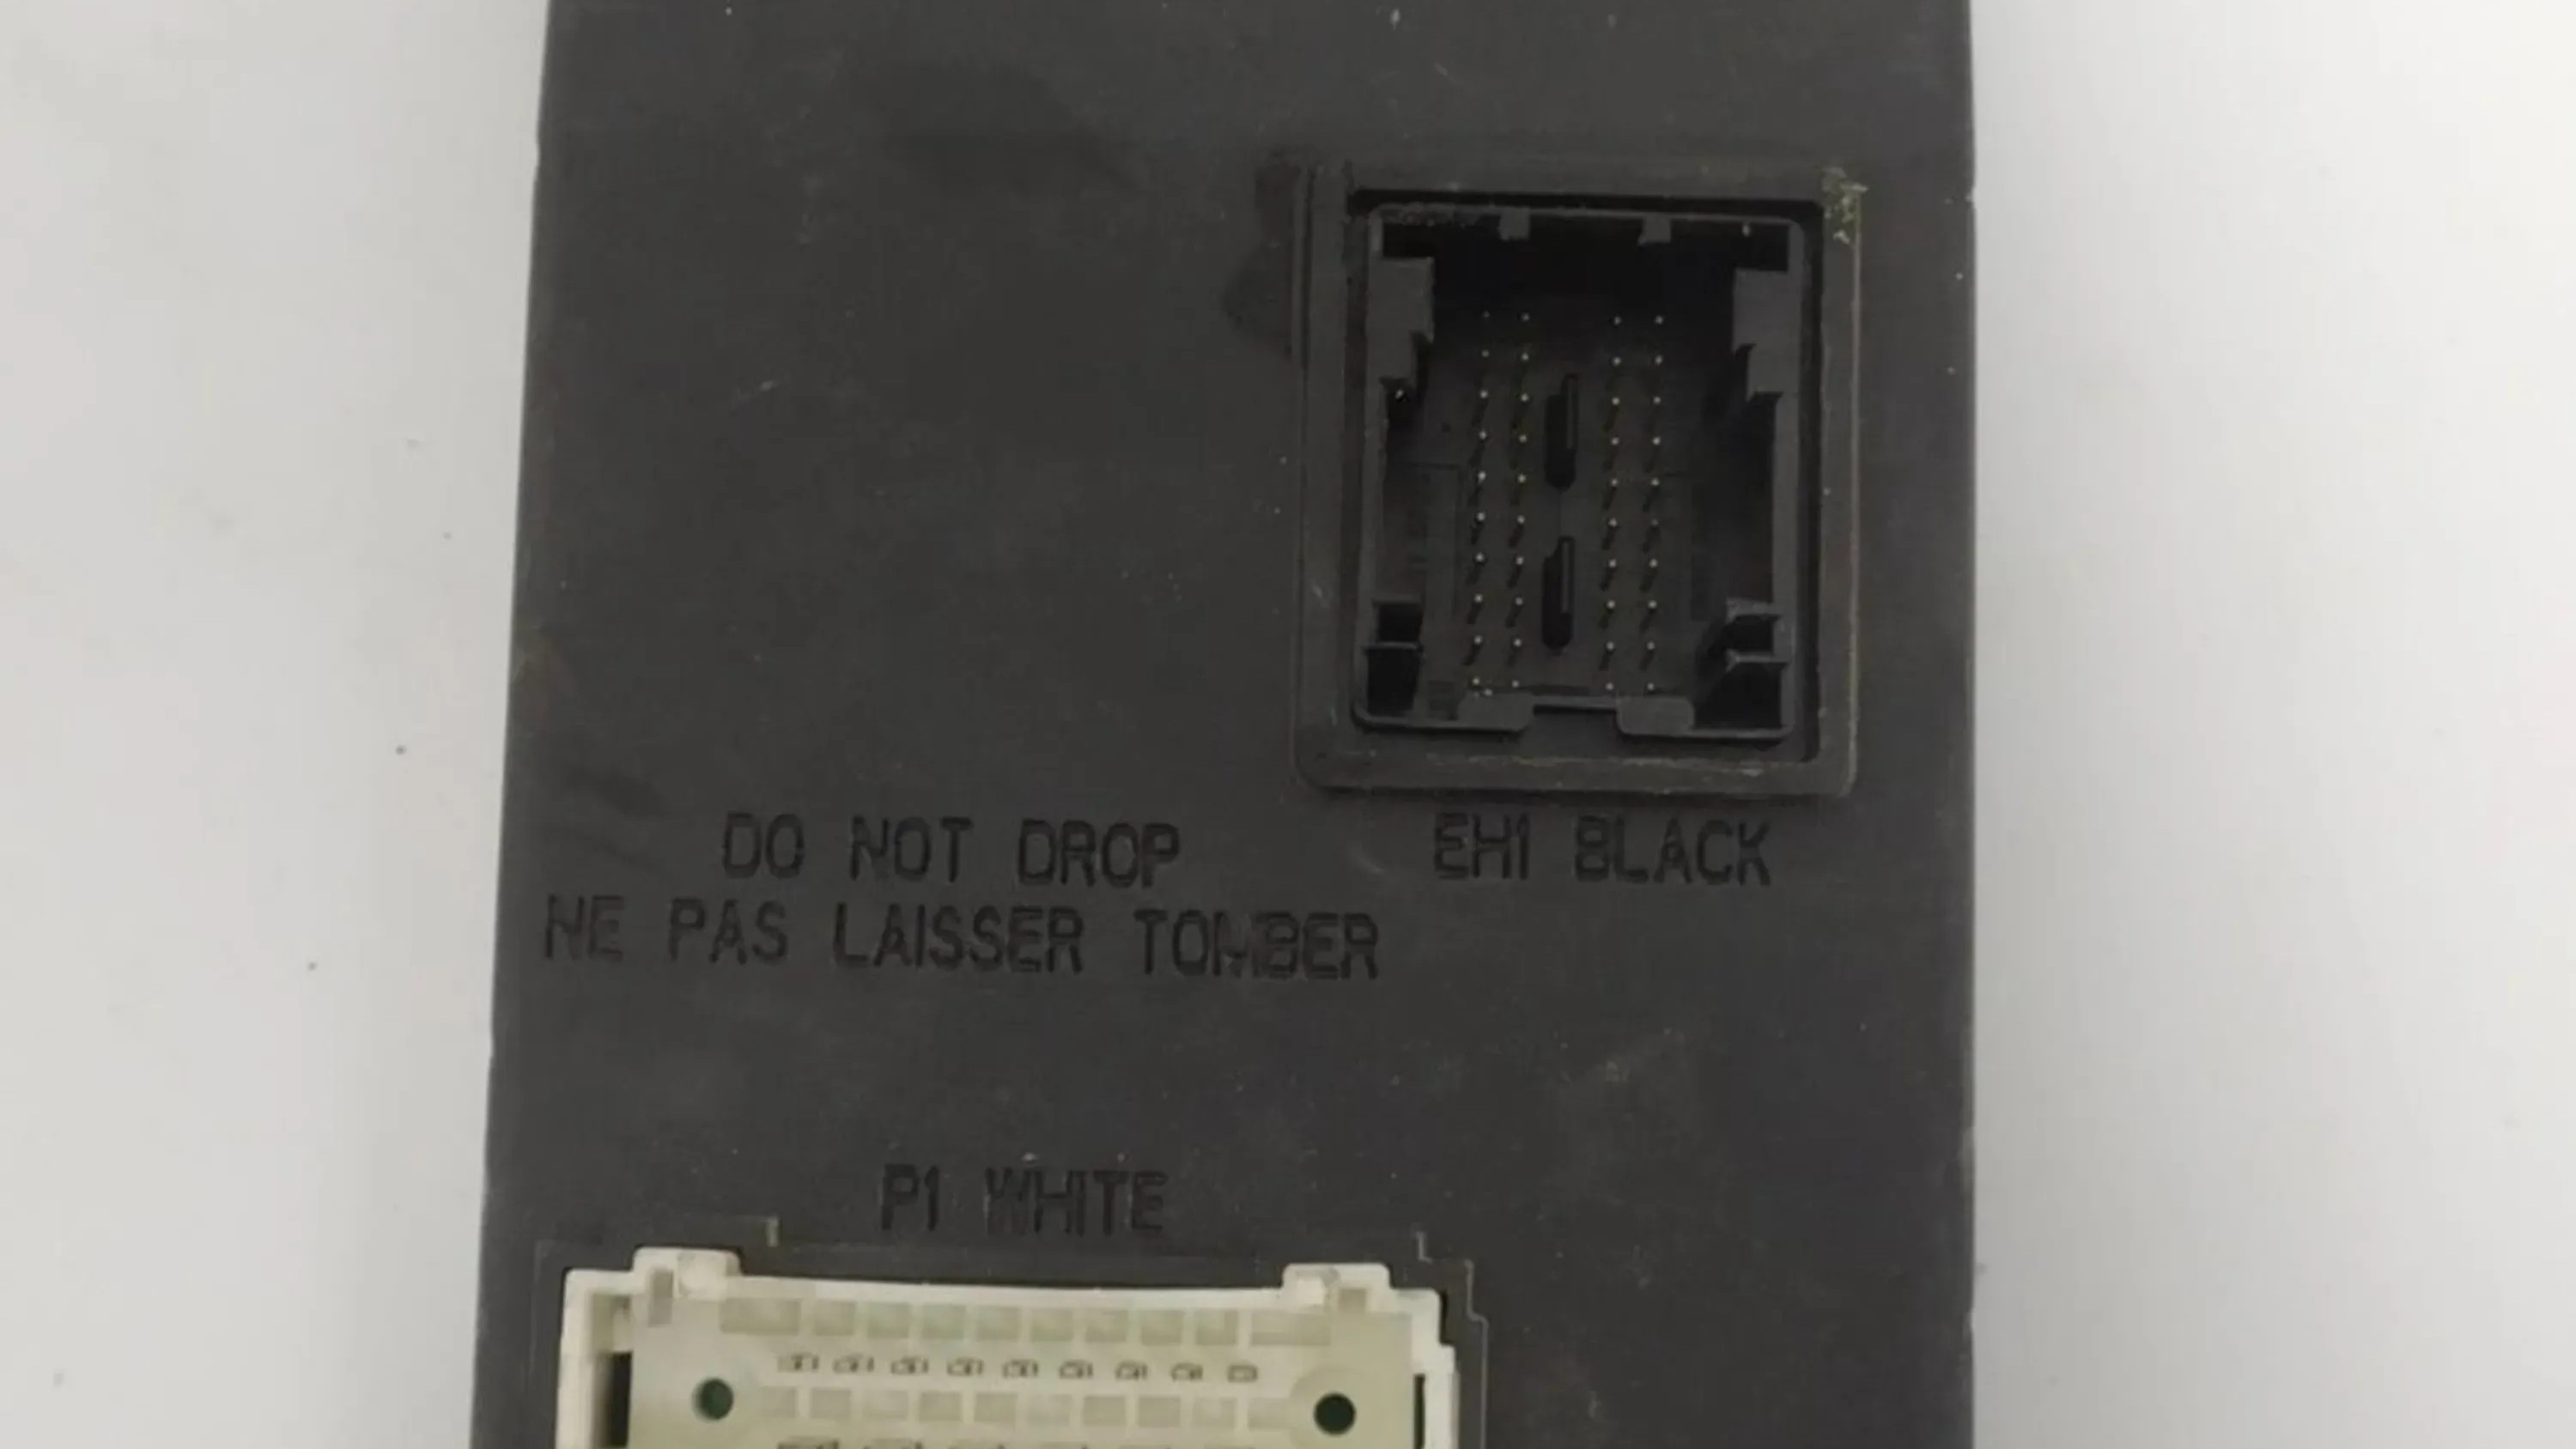 DO NOT DROP
NE PAS LAISSER TOMBER
EH1 BLACK
P1 WHITE